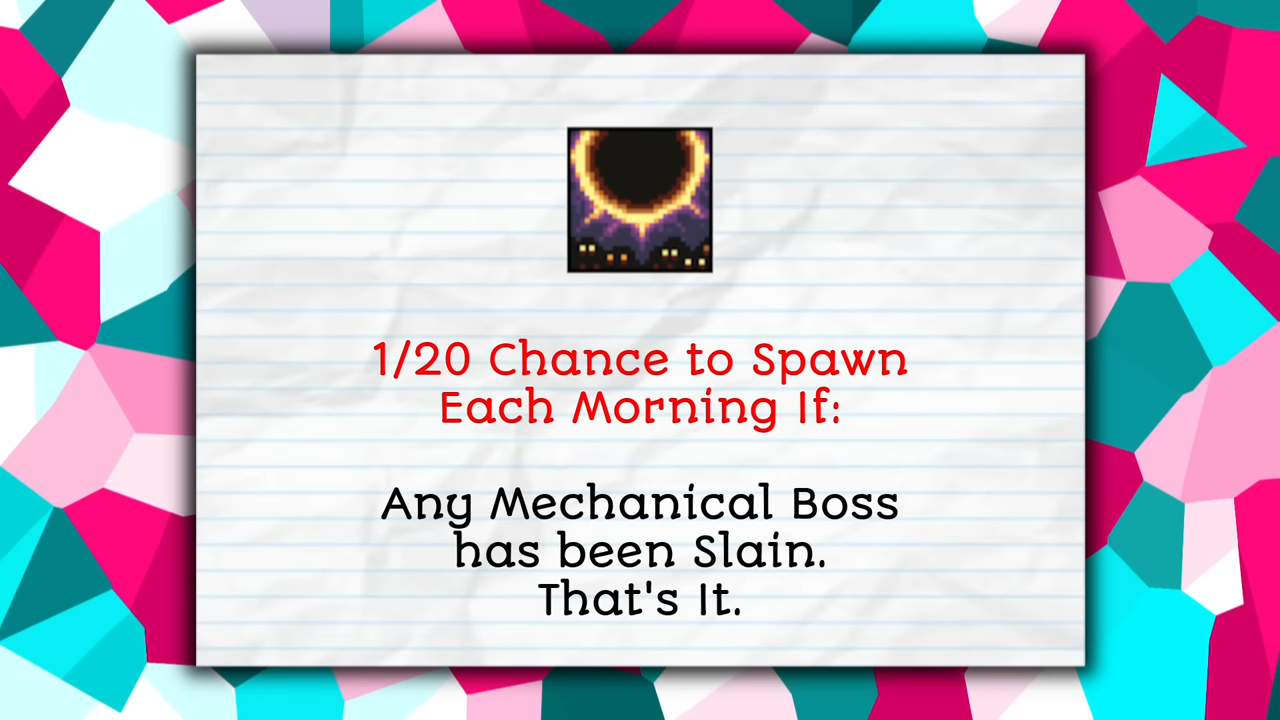 1/20 Chance to Spawn
Each Morning If:
Any Mechanical Boss
has been Slain.
That's It.